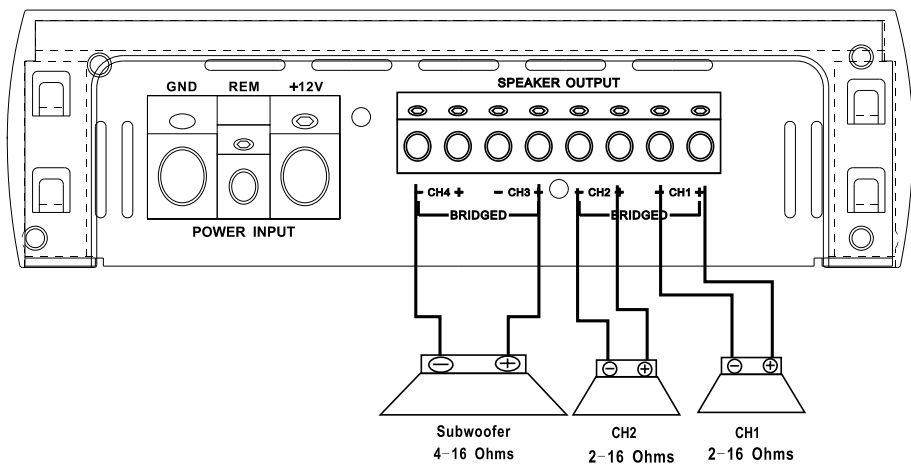 SPEAKER OUTPUT
GND REM +12V
- CH4 + - CH3 + - CH2 + - CH1 +
BRIDGED BRIDGED
POWER INPUT
- + - + - +
Subwoofer CH2 CH1
4-16 Ohms 2-16 Ohms 2-16 Ohms